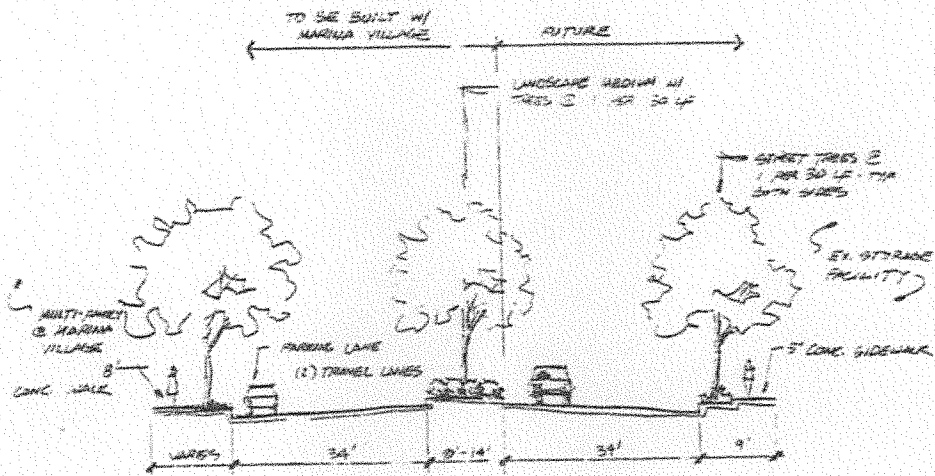 TO BE BUILT W/
MARINA VILLAGE
FUTURE
LANDSCAPE MEDIAN W/
TREES @ 1 PER 30 LF
STREET TREES @
1 PER 30 LF - TYP
BOTH SIDES
EX. STORAGE
FACILITY
MULTI-FAMILY
@ MARINA
VILLAGE
8'
CONC. WALK
PARKING LANE
(2) TRAVEL LANES
5' CONC. SIDEWALK
VARIES
34'
34'
9'